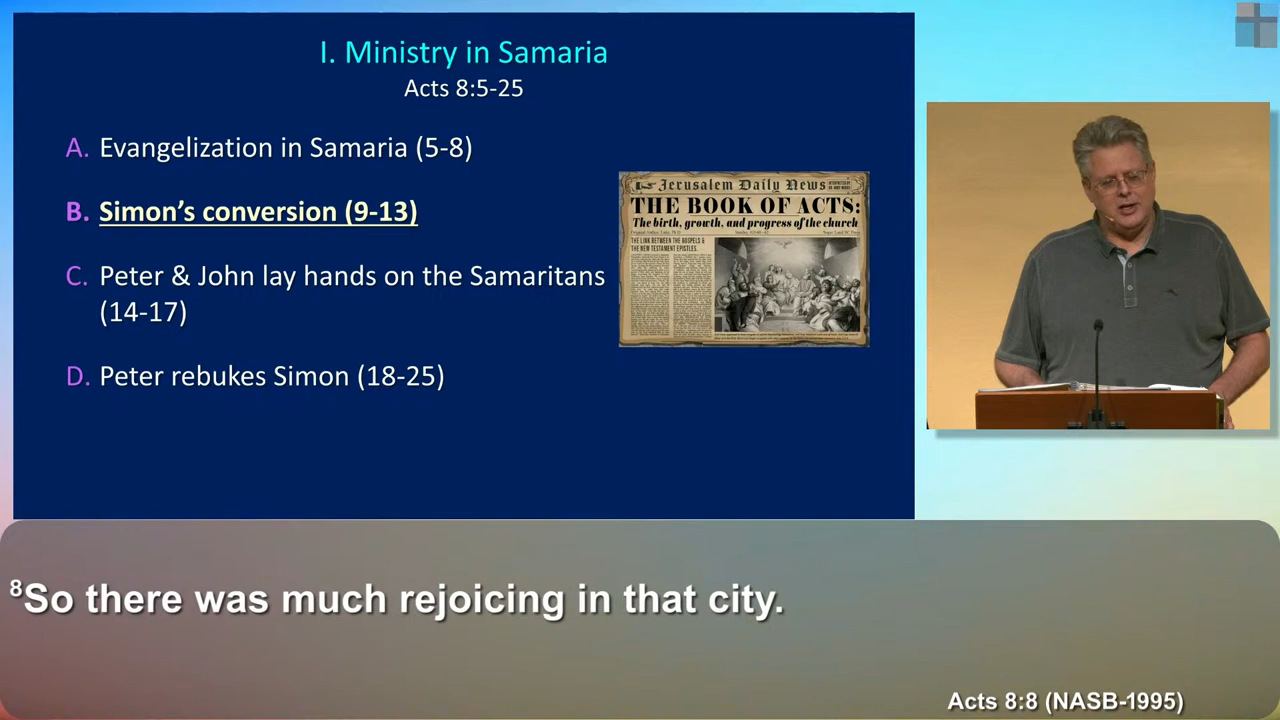 I. Ministry in Samaria
Acts 8:5-25
A. Evangelization in Samaria (5-8)
B. Simon’s conversion (9-13)
C. Peter & John lay hands on the Samaritans
(14-17)
D. Peter rebukes Simon (18-25)
Jerusalem Daily News
THE BOOK OF ACTS:
The birth, growth, and progress of the church
THE LINK BETWEEN THE GOSPELS &
THE NEW TESTAMENT EPISTLES.
8So there was much rejoicing in that city.
Acts 8:8 (NASB-1995)